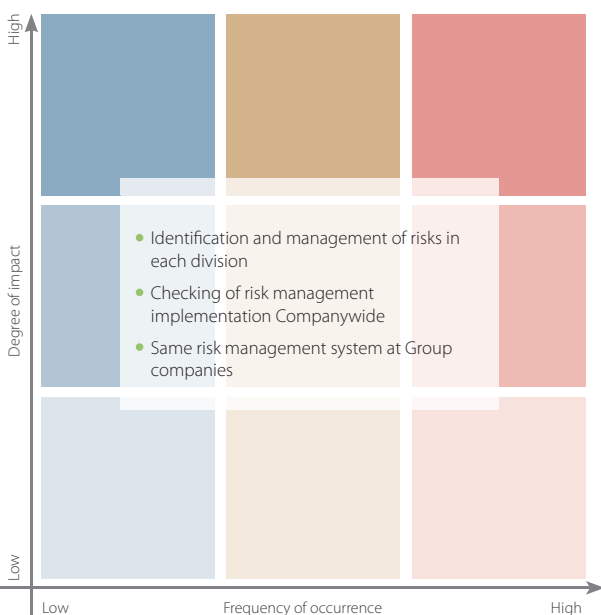 High
Degree of impact
Low
● Identification and management of risks in
each division
● Checking of risk management
implementation Companywide
● Same risk management system at Group
companies
Low
Frequency of occurrence
High